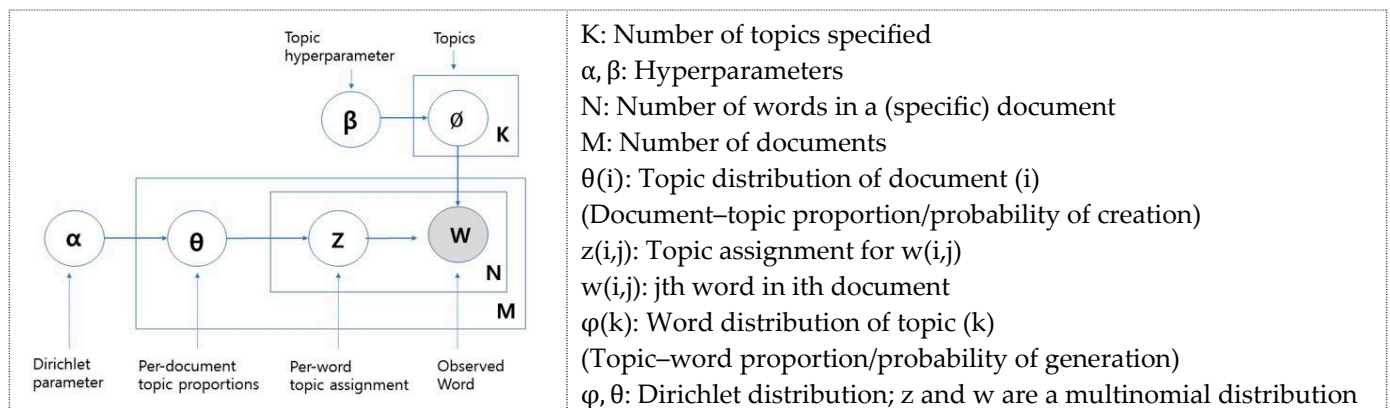 Topic
hyperparameter
Topics
β
ø
K
α
θ
Z
W
N
M
Dirichlet
parameter
Per-document
topic proportions
Per-word
topic assignment
Observed
Word
K: Number of topics specified
α, β: Hyperparameters
N: Number of words in a (specific) document
M: Number of documents
θ(i): Topic distribution of document (i)
(Document–topic proportion/probability of creation)
z(i,j): Topic assignment for w(i,j)
w(i,j): jth word in ith document
φ(k): Word distribution of topic (k)
(Topic–word proportion/probability of generation)
φ, θ: Dirichlet distribution; z and w are a multinomial distribution